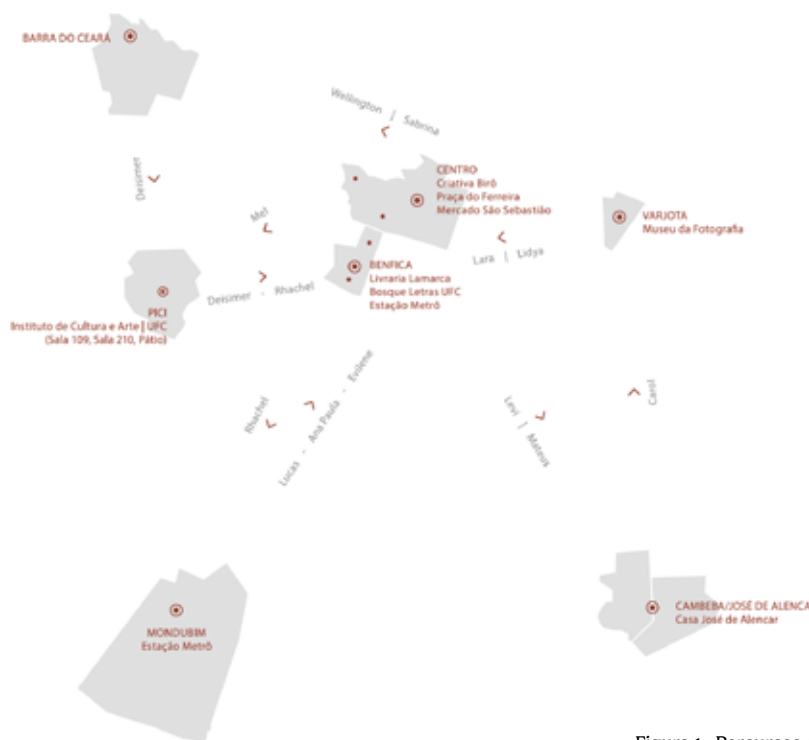 BARRA DO CEARÁ
Wellington | Sabrina
Deisimer
CENTRO
Criativa Birô
Praça do Ferreira
Mercado São Sebastião
Mel
VARJOTA
Museu da Fotografia
Lara | Lidya
BENFICA
Livraria Lamarca
Bosque Letras UFC
Estação Metrô
Deisimer - Rhachel
PICI
Instituto de Cultura e Arte | UFC
(Sala 109, Sala 210, Pátio)
Rhachel
Lucas - Ana Paula - Evilene
Levi | Mateux
Carol
MONDUBIM
Estação Metrô
CAMBEBA/JOSÉ DE ALENCA
Casa José de Alencar